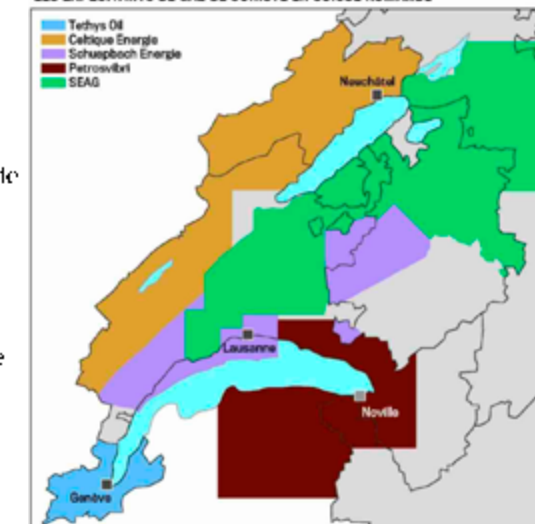 Tethys Oil
Celtique Energie
Schuepbach Energie
Petrosvibri
SEAG
Neuchâtel
Lausanne
Noville
Genève